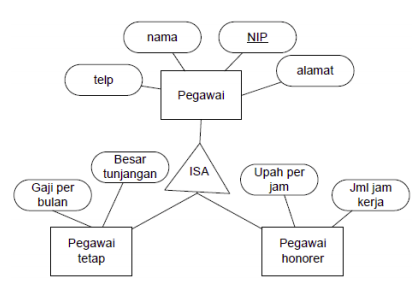 nama
NIP
telp
alamat
Pegawai
ISA
Gaji per
bulan
Besar
tunjangan
Upah per
jam
Jml jam
kerja
Pegawai
tetap
Pegawai
honorer